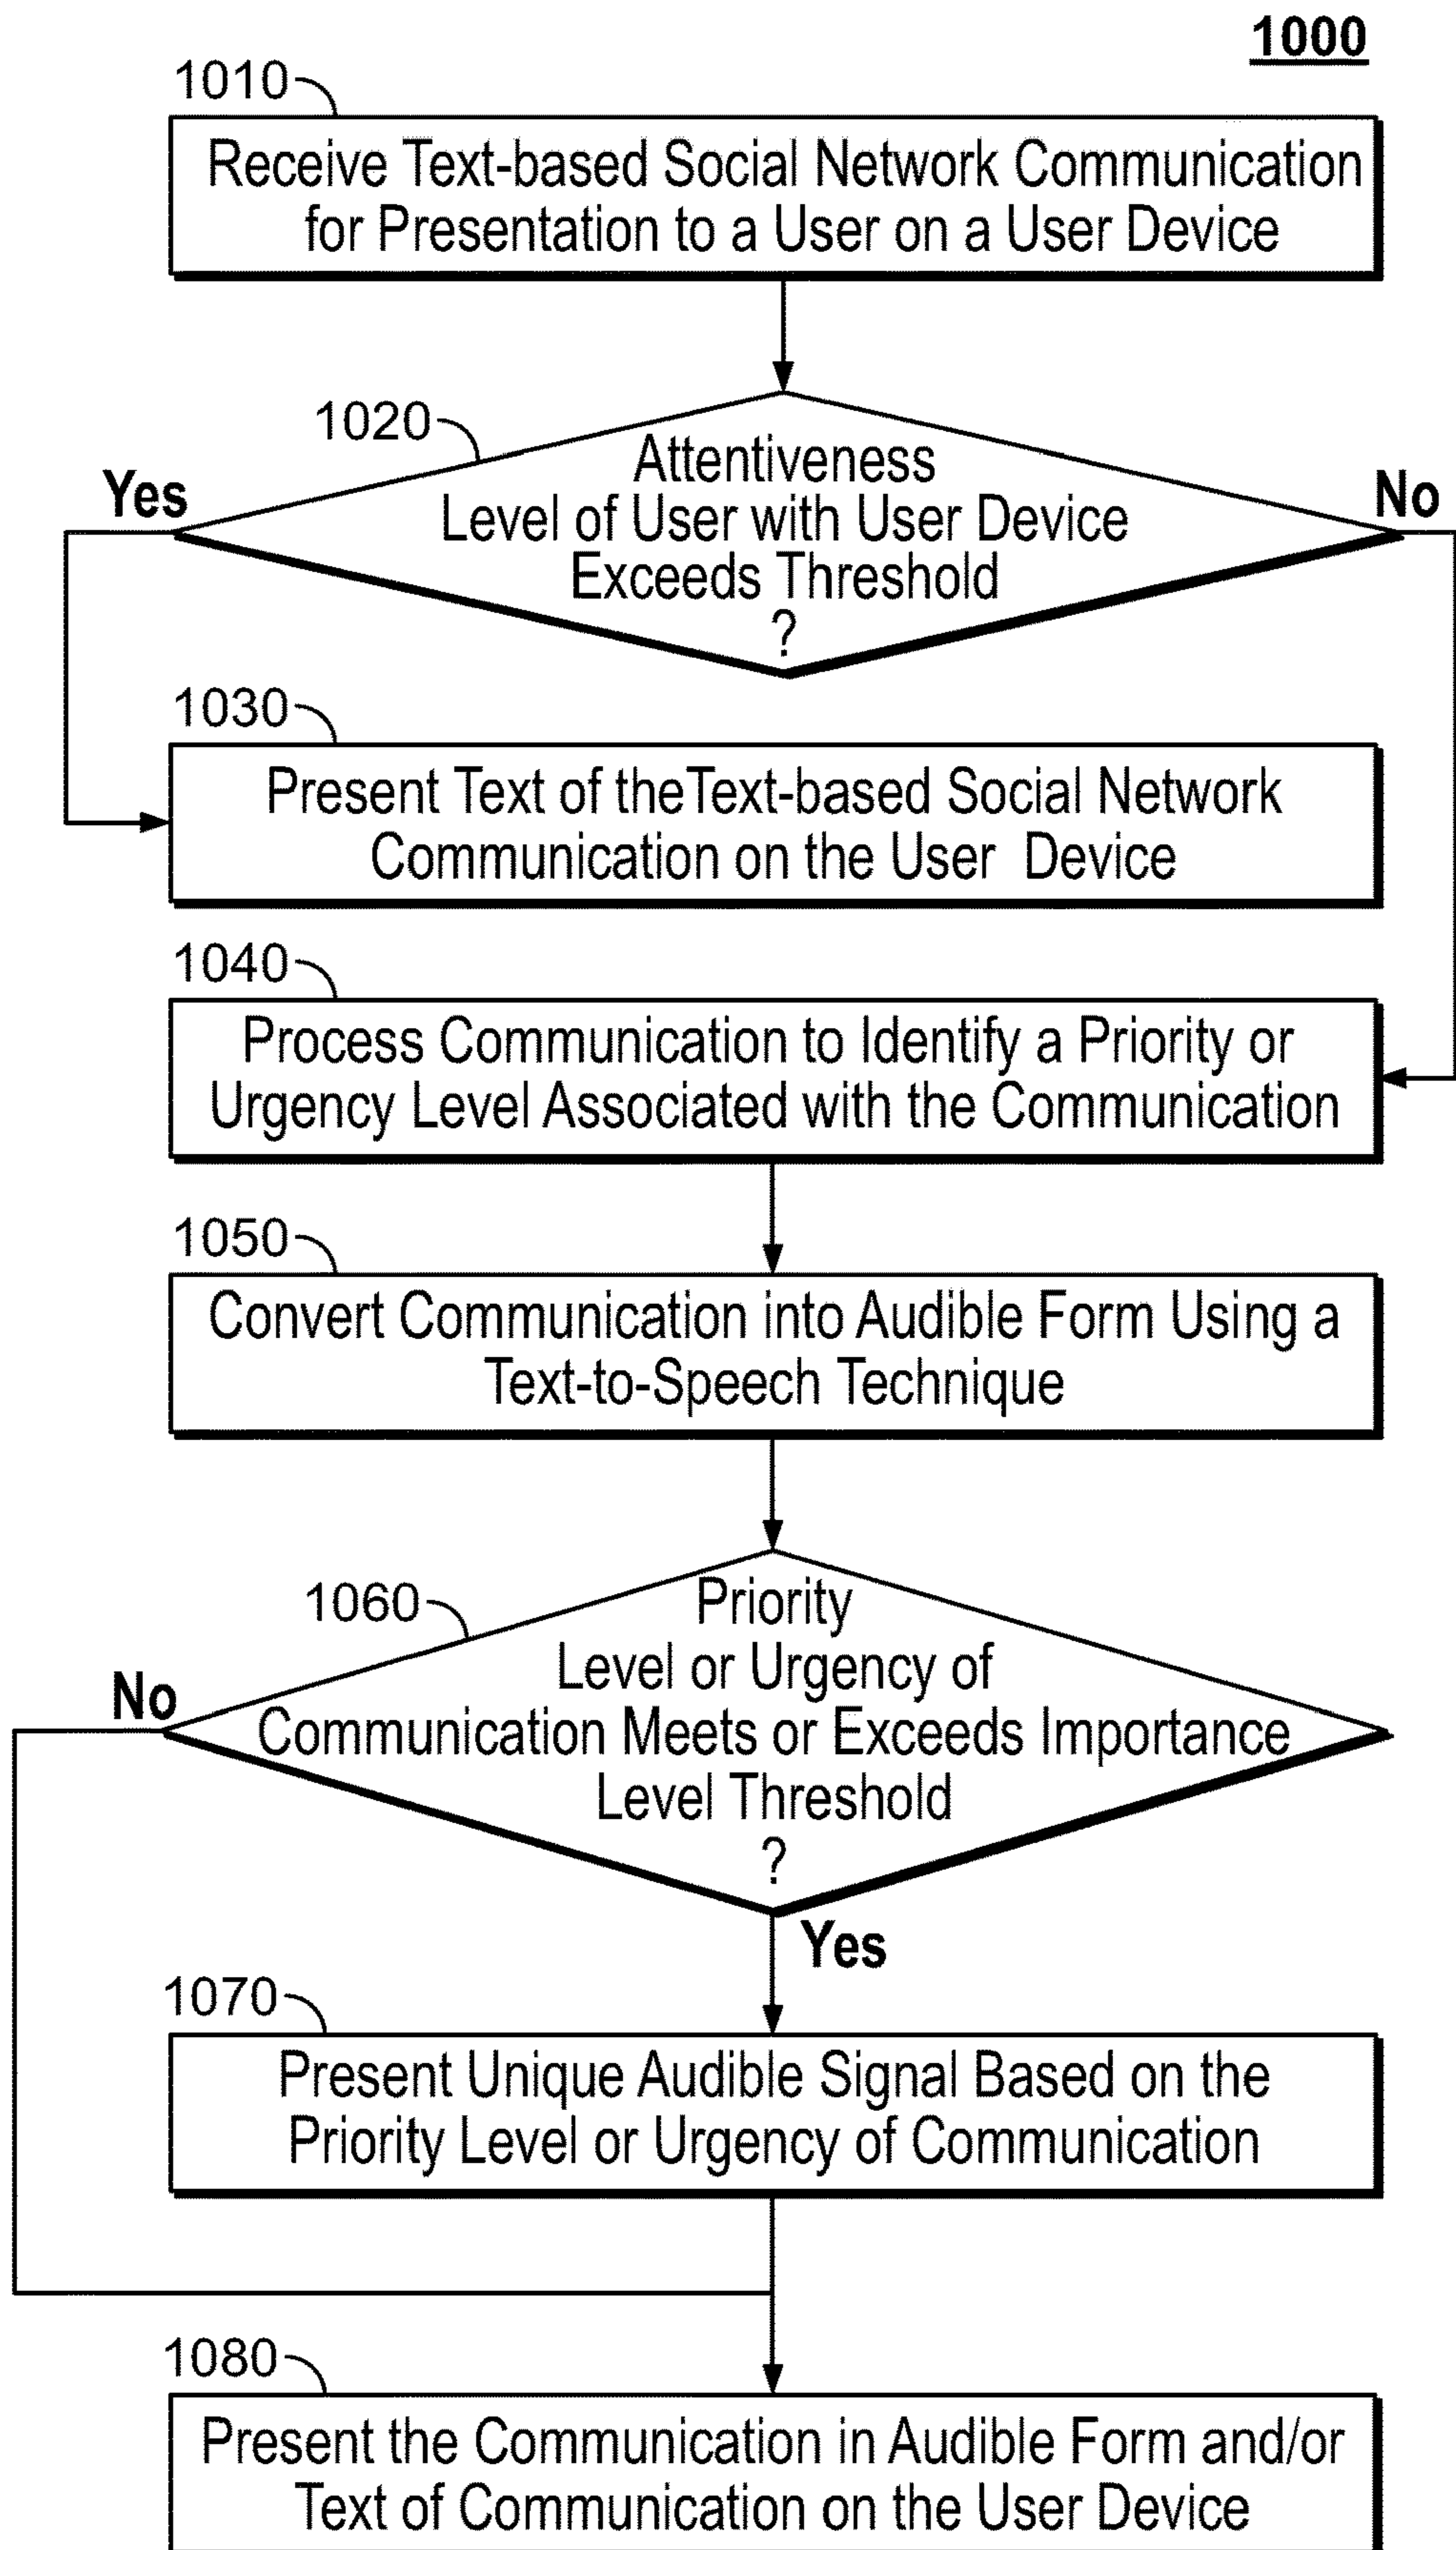 1000
1010
Receive Text-based Social Network Communication
for Presentation to a User on a User Device
1020
Attentiveness
Level of User with User Device
Exceeds Threshold
?
Yes
No
1030
Present Text of theText-based Social Network
Communication on the User Device
1040
Process Communication to Identify a Priority or
Urgency Level Associated with the Communication
1050
Convert Communication into Audible Form Using a
Text-to-Speech Technique
1060
Priority
Level or Urgency of
Communication Meets or Exceeds Importance
Level Threshold
?
No
Yes
1070
Present Unique Audible Signal Based on the
Priority Level or Urgency of Communication
1080
Present the Communication in Audible Form and/or
Text of Communication on the User Device